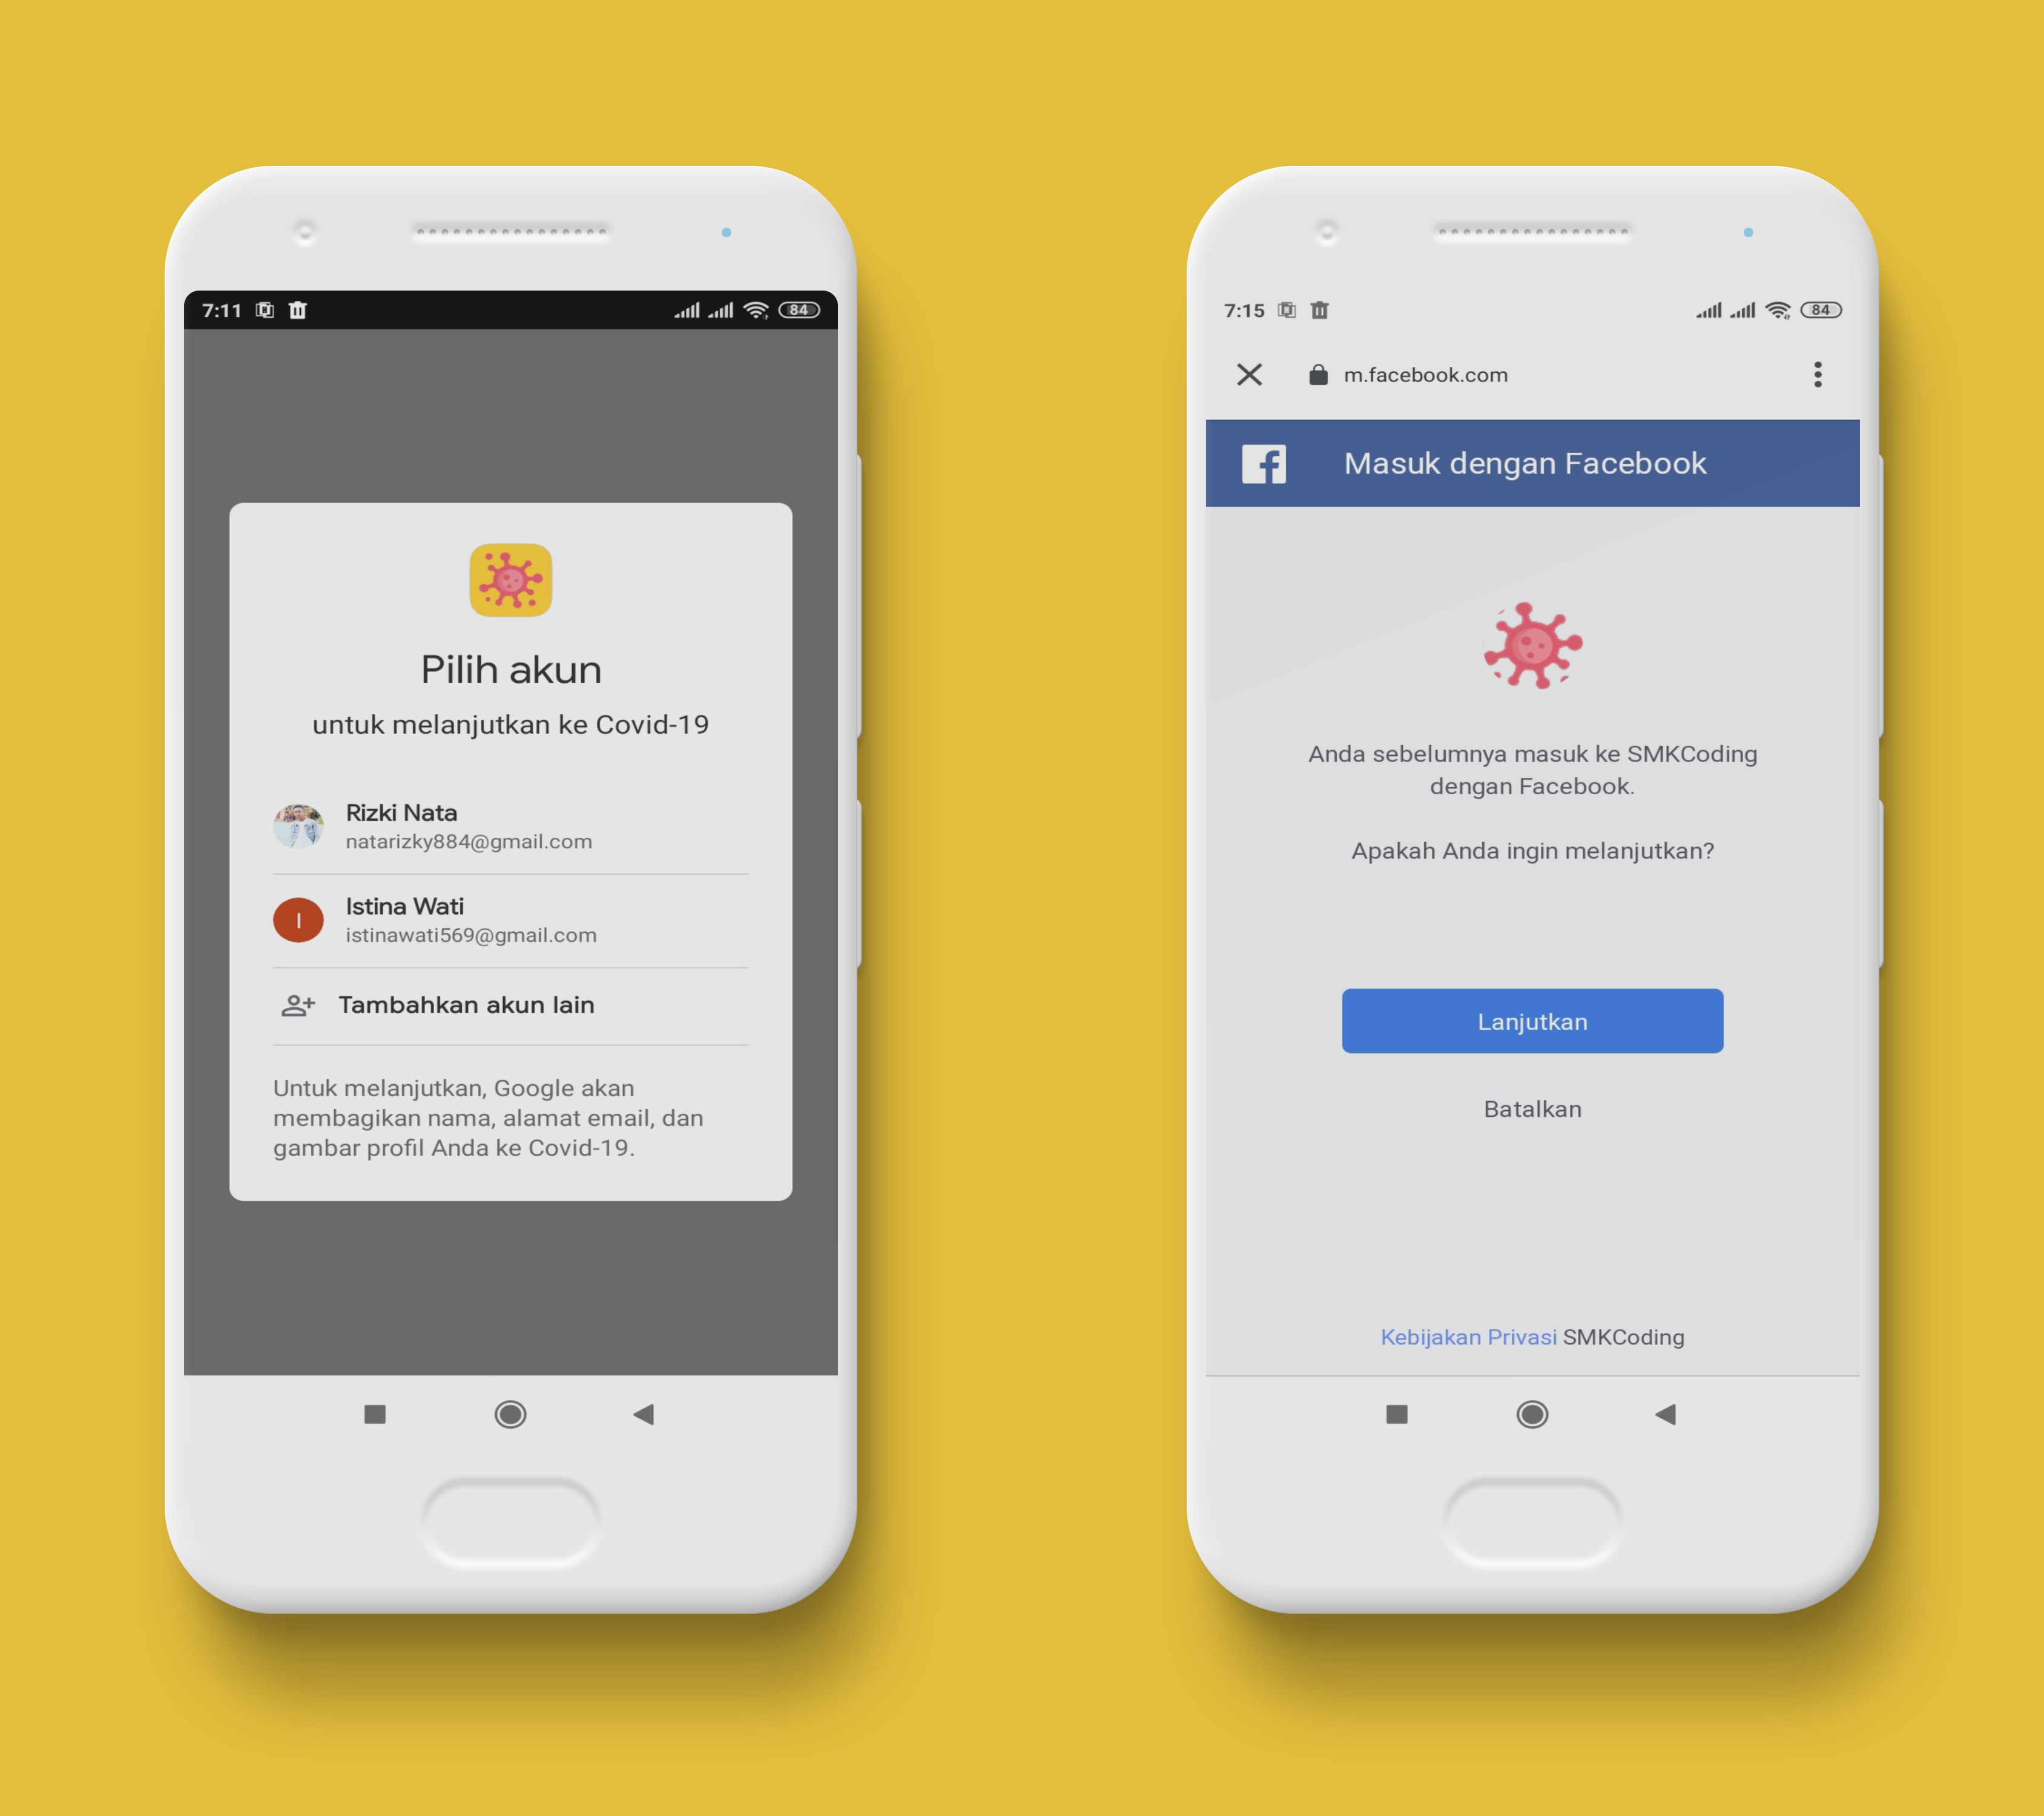 7:11
84
Pilih akun
untuk melanjutkan ke Covid-19
Rizki Nata
natarizky884@gmail.com
I
Istina Wati
istinawati569@gmail.com
Tambahkan akun lain
Untuk melanjutkan, Google akan
membagikan nama, alamat email, dan
gambar profil Anda ke Covid-19.
7:15
84
m.facebook.com
f
Masuk dengan Facebook
Anda sebelumnya masuk ke SMKCoding
dengan Facebook.
Apakah Anda ingin melanjutkan?
Lanjutkan
Batalkan
Kebijakan Privasi SMKCoding